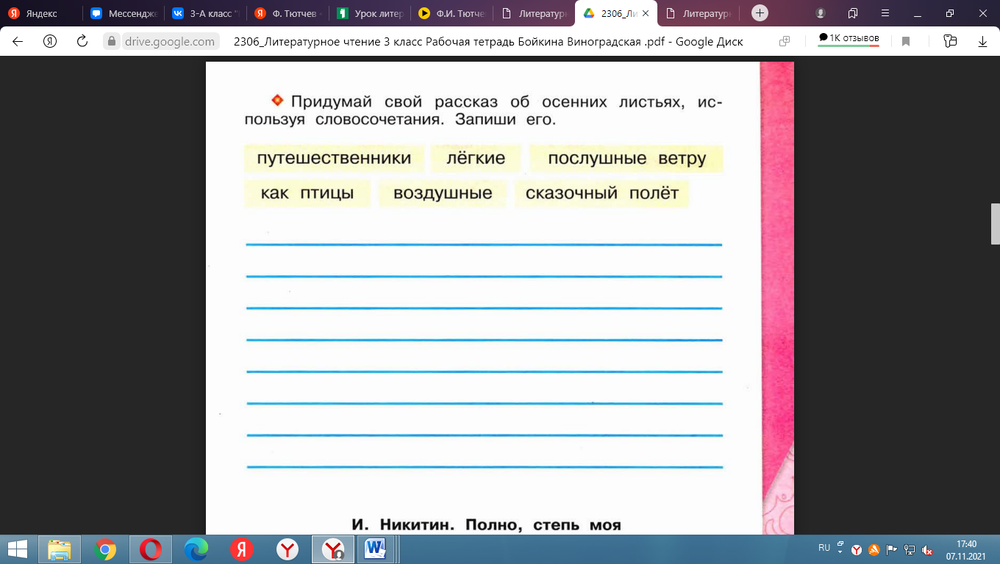 Яндекс
Мессендже
3-А класс "
Ф. Тютчев
Урок литер
Ф.И. Тютче
Литератур
2306_Ли
Литератур
drive.google.com
2306_Литературное чтение 3 класс Рабочая тетрадь Бойкина Виноградская .pdf - Google Диск
1К отзывов
Придумай свой рассказ об осенних листьях, ис-
пользуя словосочетания. Запиши его.
путешественники лёгкие послушные ветру
как птицы воздушные сказочный полёт
И. Никитин. Полно, степь моя
RU
17:40
07.11.2021